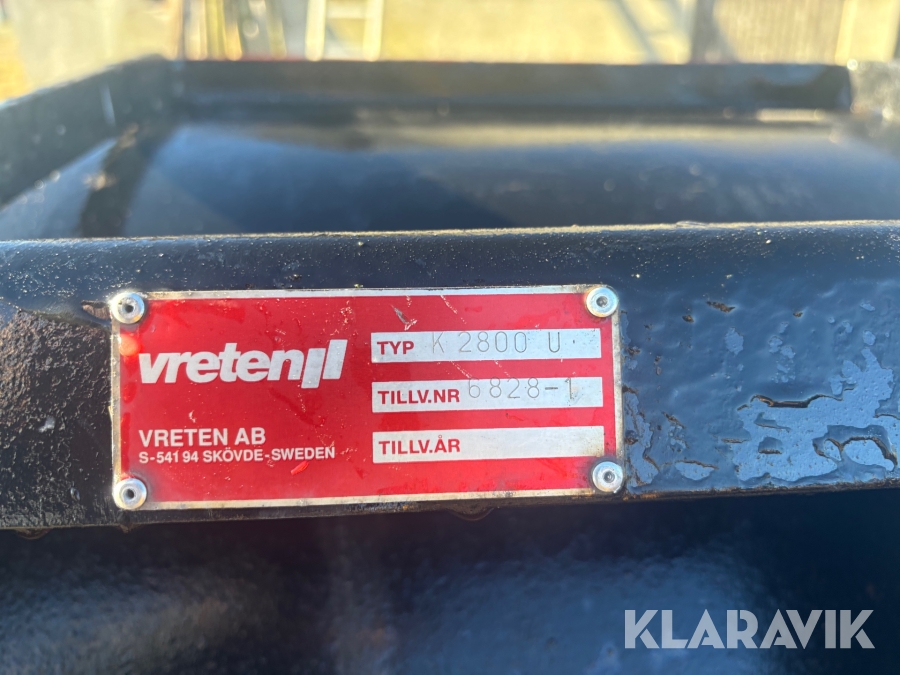 vreten
TYP K 2800 U
TILLV.NR 6828-1
TILLV.ÅR
VRETEN AB
S-541 94 SKÖVDE-SWEDEN
KLARAVIK